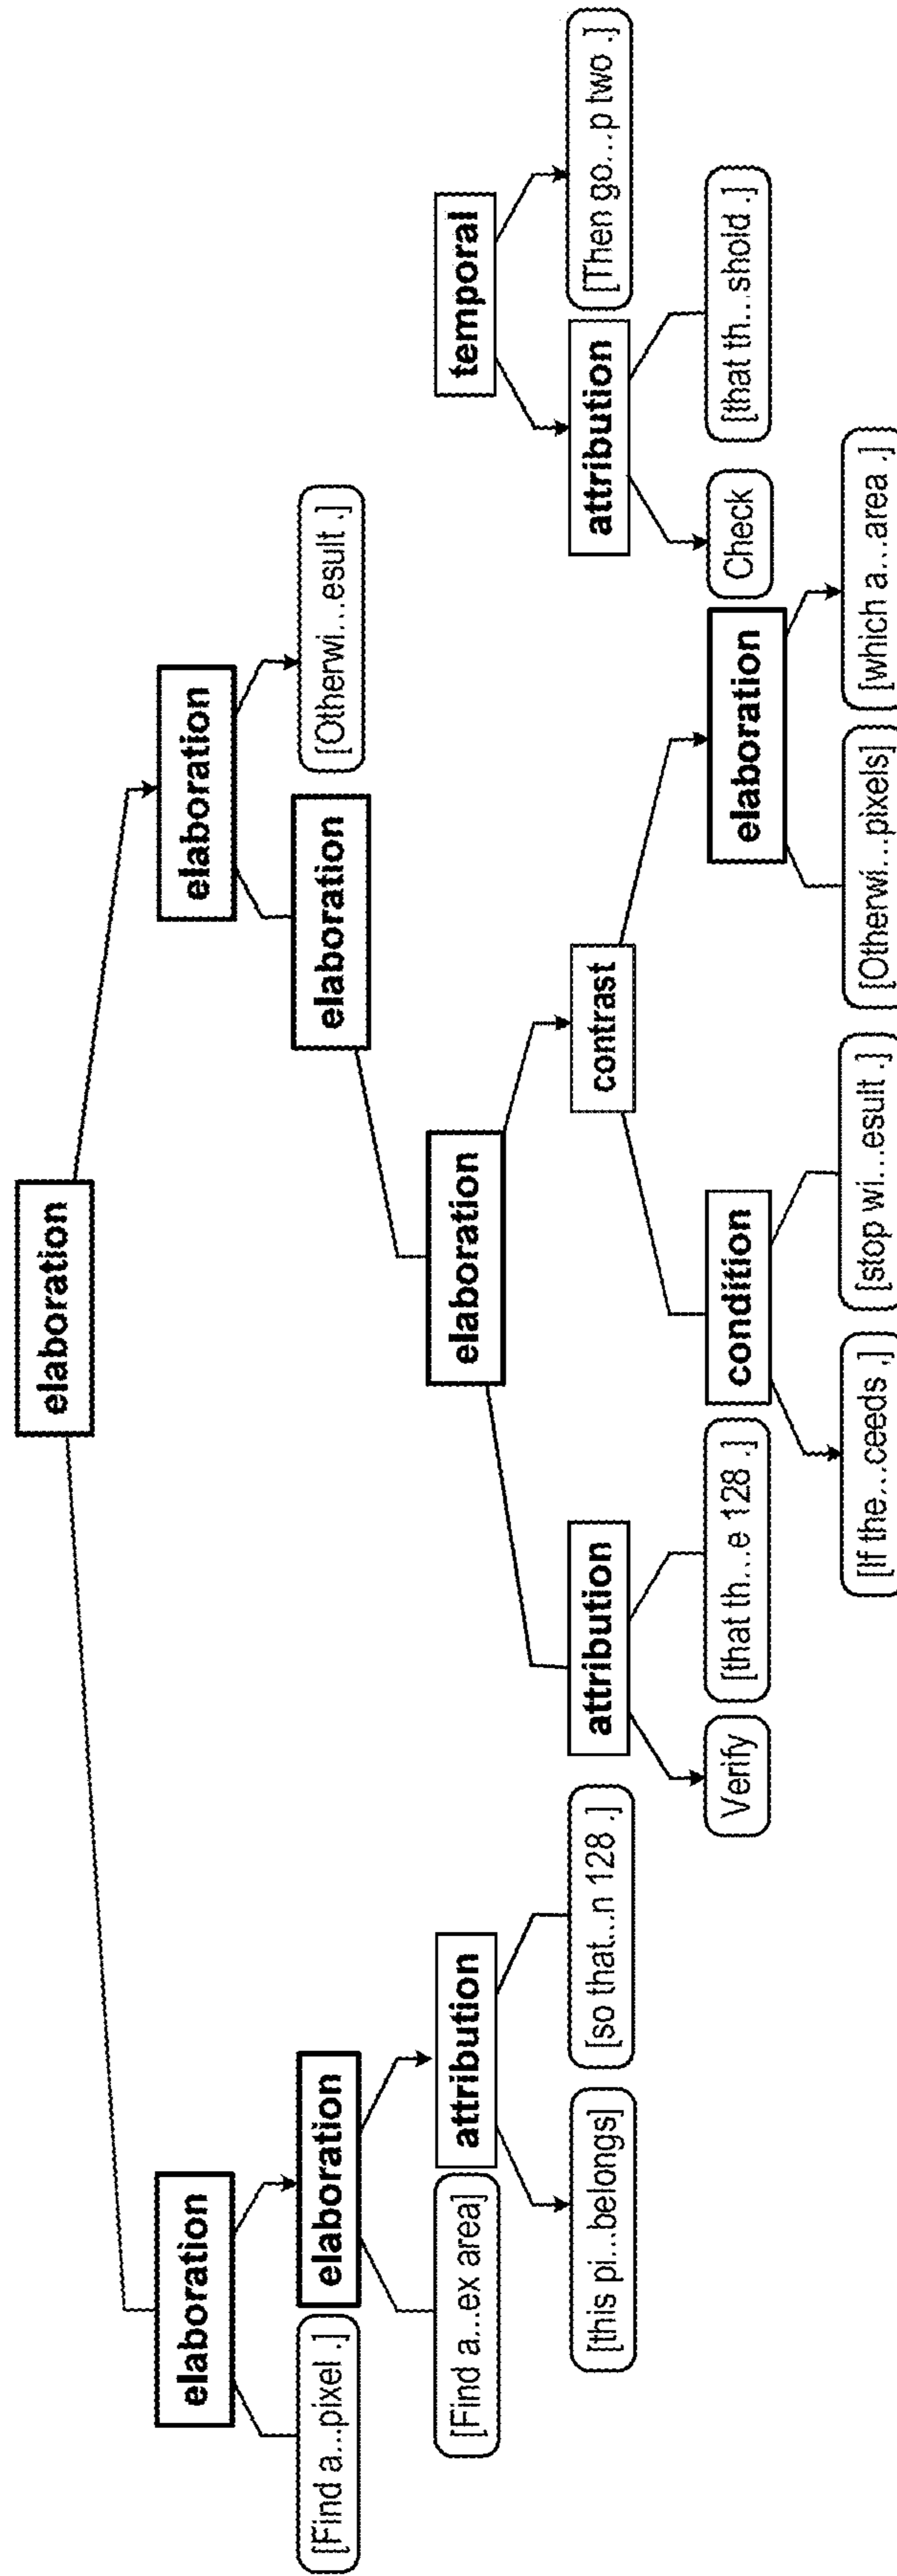 elaboration
elaboration
elaboration
[Find a...pixel .]
elaboration
elaboration
[Otherwi...esult .]
[Find a...ex area]
attribution
elaboration
temporal
[this pi...belongs]
[so that...n 128 .]
attribution
contrast
attribution
[Then go...p two .]
Verify
[that th...e 128 .]
condition
elaboration
Check
[that th...shold .]
[If the...ceeds ,]
[stop wi...esult .]
[Otherwi...pixels]
[which a...area .]